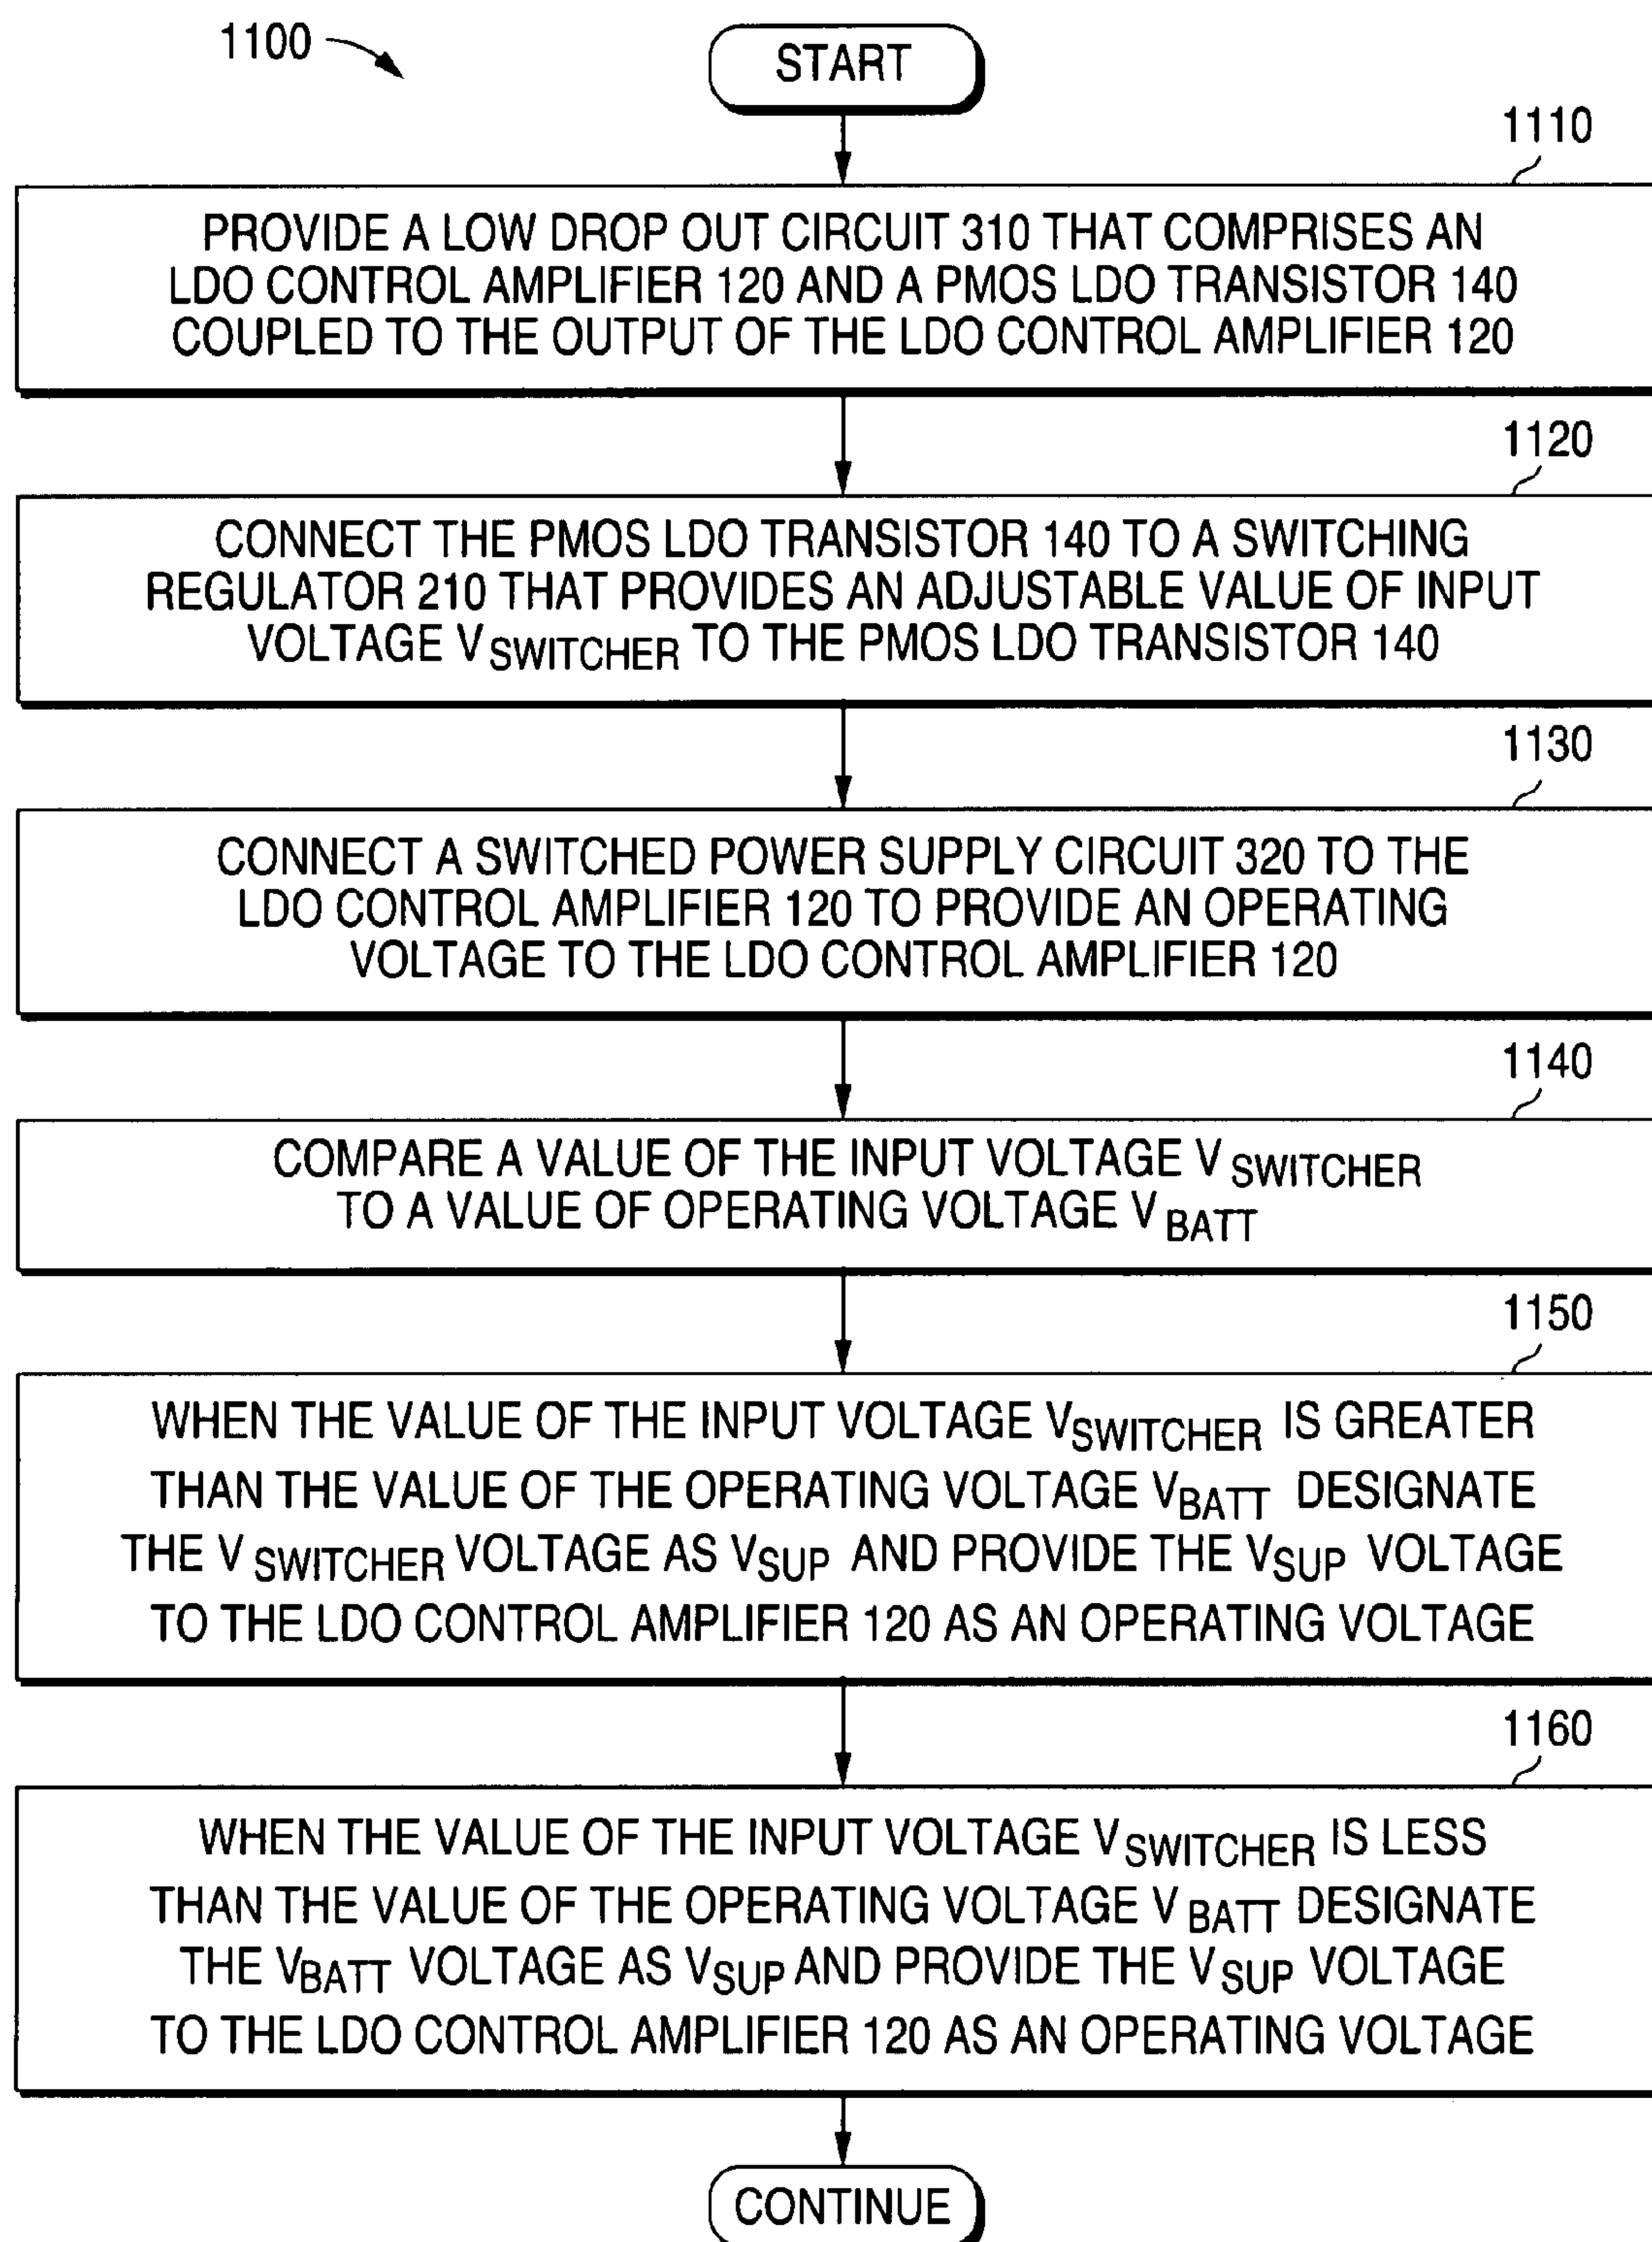 1100
START
1110
PROVIDE A LOW DROP OUT CIRCUIT 310 THAT COMPRISES AN
LDO CONTROL AMPLIFIER 120 AND A PMOS LDO TRANSISTOR 140
COUPLED TO THE OUTPUT OF THE LDO CONTROL AMPLIFIER 120
1120
CONNECT THE PMOS LDO TRANSISTOR 140 TO A SWITCHING
REGULATOR 210 THAT PROVIDES AN ADJUSTABLE VALUE OF INPUT
VOLTAGE V SWITCHER TO THE PMOS LDO TRANSISTOR 140
1130
CONNECT A SWITCHED POWER SUPPLY CIRCUIT 320 TO THE
LDO CONTROL AMPLIFIER 120 TO PROVIDE AN OPERATING
VOLTAGE TO THE LDO CONTROL AMPLIFIER 120
1140
COMPARE A VALUE OF THE INPUT VOLTAGE V SWITCHER
TO A VALUE OF OPERATING VOLTAGE V BATT
1150
WHEN THE VALUE OF THE INPUT VOLTAGE VSWITCHER IS GREATER
THAN THE VALUE OF THE OPERATING VOLTAGE VBATT DESIGNATE
THE V SWITCHER VOLTAGE AS VSUP AND PROVIDE THE VSUP VOLTAGE
TO THE LDO CONTROL AMPLIFIER 120 AS AN OPERATING VOLTAGE
1160
WHEN THE VALUE OF THE INPUT VOLTAGE V SWITCHER IS LESS
THAN THE VALUE OF THE OPERATING VOLTAGE V BATT DESIGNATE
THE VBATT VOLTAGE AS VSUP AND PROVIDE THE V SUP VOLTAGE
TO THE LDO CONTROL AMPLIFIER 120 AS AN OPERATING VOLTAGE
CONTINUE